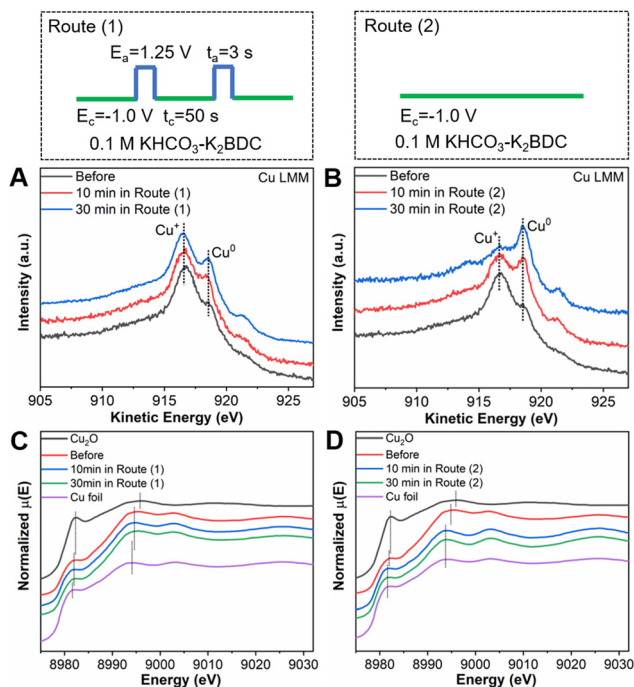 Route (1)
Eₐ=1.25 V tₐ=3 s
E꜀=-1.0 V t꜀=50 s
0.1 M KHCO₃-K₂BDC
Route (2)
E꜀=-1.0 V
0.1 M KHCO₃-K₂BDC
A
Before
10 min in Route (1)
30 min in Route (1)
Cu LMM
Cu⁺
Cu⁰
Intensity (a.u.)
905 910 915 920 925
Kinetic Energy (eV)
B
Before
10 min in Route (2)
30 min in Route (2)
Cu LMM
Cu⁺
Cu⁰
Intensity (a.u.)
905 910 915 920 925
Kinetic Energy (eV)
C
Cu₂O
Before
10min in Route (1)
30min in Route (1)
Cu foil
Normalized μ(E)
8980 8990 9000 9010 9020 9030
Energy (eV)
D
Cu₂O
Before
10 min in Route (2)
30 min in Route (2)
Cu foil
Normalized μ(E)
8980 8990 9000 9010 9020 9030
Energy (eV)